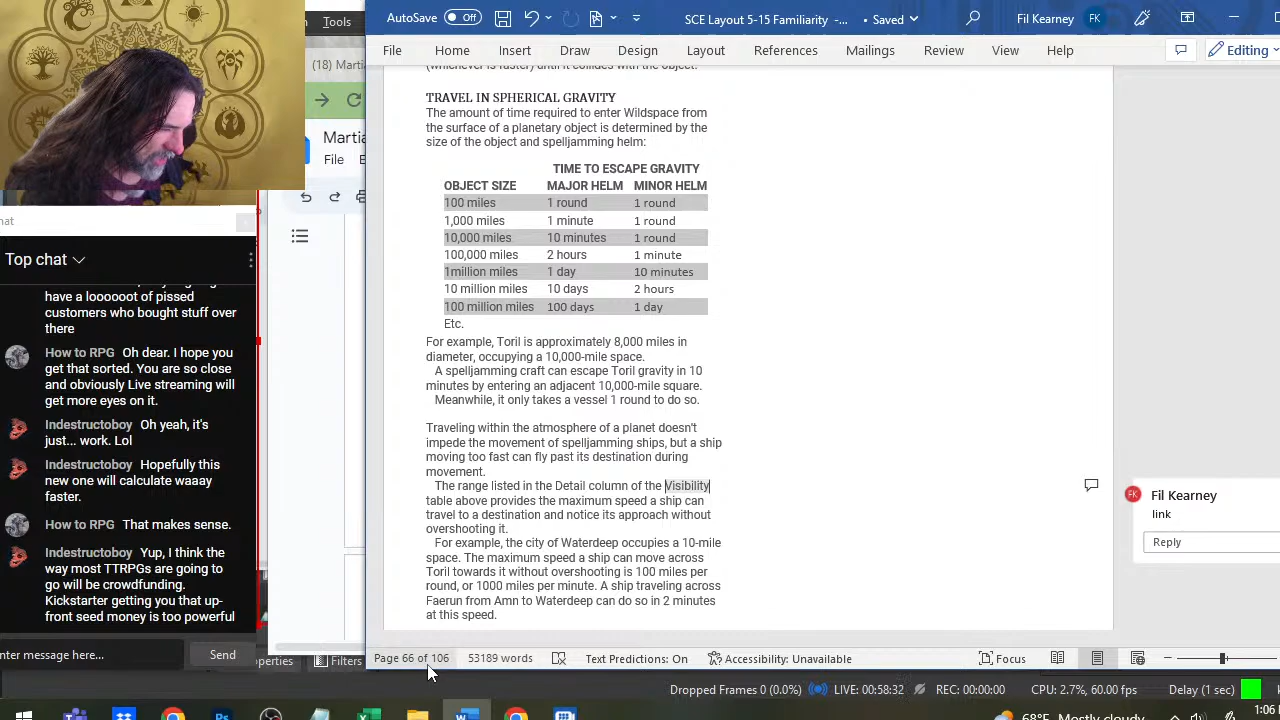 Tools
AutoSave Off SCE Layout 5-15 Familiarity -... • Saved Fil Kearney FK
File Home Insert Draw Design Layout References Mailings Review View Help Editing
(18) Martia
Martia
File
TRAVEL IN SPHERICAL GRAVITY
The amount of time required to enter Wildspace from
the surface of a planetary object is determined by the
size of the object and spelljamming helm:
TIME TO ESCAPE GRAVITY
OBJECT SIZE MAJOR HELM MINOR HELM
100 miles 1 round 1 round
1,000 miles 1 minute 1 round
10,000 miles 10 minutes 1 round
100,000 miles 2 hours 1 minute
1million miles 1 day 10 minutes
10 million miles 10 days 2 hours
100 million miles 100 days 1 day
Etc.
For example, Toril is approximately 8,000 miles in
diameter, occupying a 10,000-mile space.
A spelljamming craft can escape Toril gravity in 10
minutes by entering an adjacent 10,000-mile square.
Meanwhile, it only takes a vessel 1 round to do so.
Traveling within the atmosphere of a planet doesn't
impede the movement of spelljamming ships, but a ship
moving too fast can fly past its destination during
movement.
The range listed in the Detail column of the Visibility
table above provides the maximum speed a ship can
travel to a destination and notice its approach without
overshooting it.
For example, the city of Waterdeep occupies a 10-mile
space. The maximum speed a ship can move across
Toril towards it without overshooting is 100 miles per
round, or 1000 miles per minute. A ship traveling across
Faerun from Amn to Waterdeep can do so in 2 minutes
at this speed.
FK Fil Kearney
link
Reply
hat
Top chat
have a loooooot of pissed
customers who bought stuff over
there
How to RPG Oh dear. I hope you
get that sorted. You are so close
and obviously Live streaming will
get more eyes on it.
Indestructoboy Oh yeah, it's
just... work. Lol
Indestructoboy Hopefully this
new one will calculate waaay
faster.
How to RPG That makes sense.
Indestructoboy Yup, I think the
way most TTRPGs are going to
go will be crowdfunding.
Kickstarter getting you that up-
front seed money is too powerful
enter message here... Send
operties Filters
Page 66 of 106 53189 words Text Predictions: On Accessibility: Unavailable Focus
Dropped Frames 0 (0.0%) LIVE: 00:58:32 REC: 00:00:00 CPU: 2.7%, 60.00 fps Delay (1 sec)
68°F Mostly cloudy 1:06